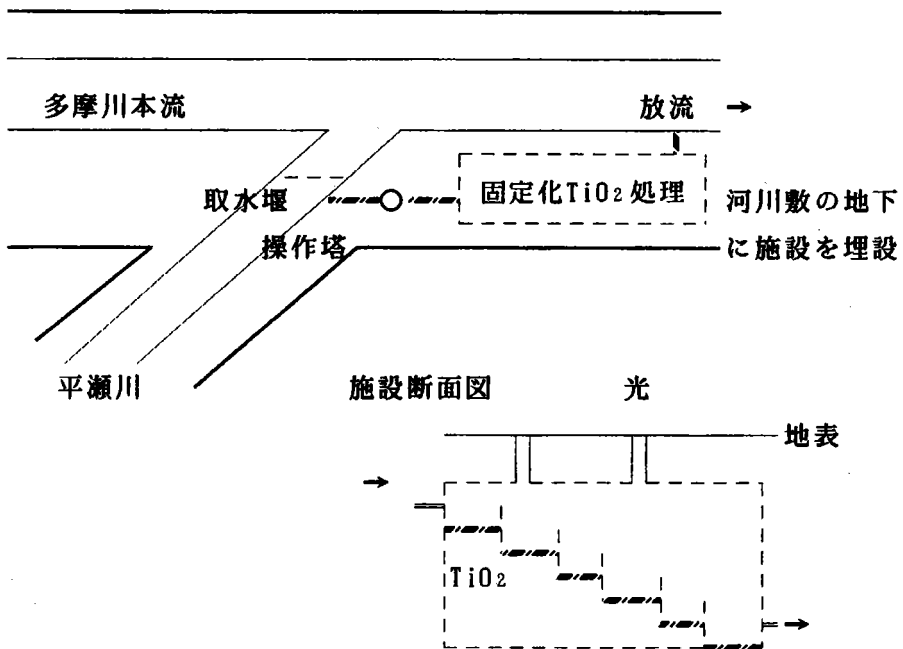 多摩川本流
放流 →
取水堰
固定化TiO2処理
河川敷の地下
操作塔
に施設を埋設
平瀬川
施設断面図
光
地表
→
TiO2
→